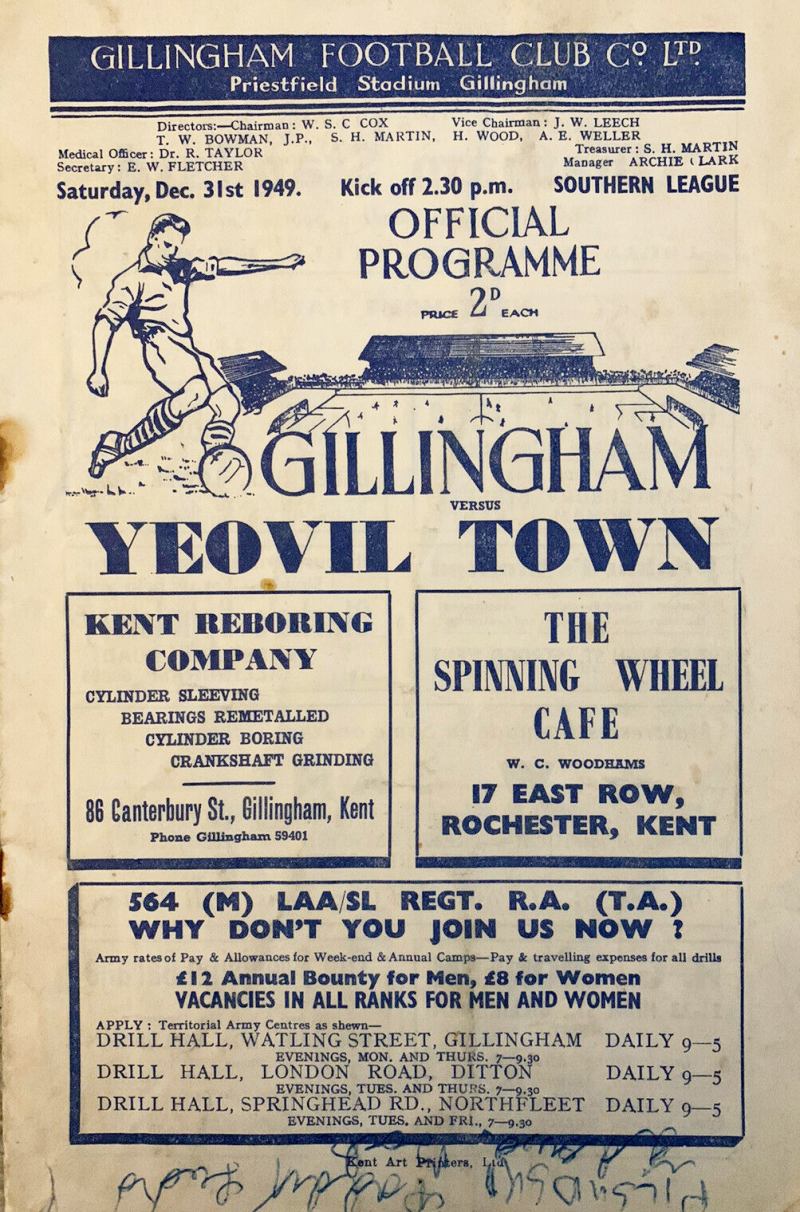 GILLINGHAM FOOTBALL CLUB Cº LTD.
Priestfield Stadium Gillingham
Directors:—Chairman: W. S. C COX Vice Chairman: J. W. LEECH
T. W. BOWMAN, J.P., S. H. MARTIN, H. WOOD, A. E. WELLER
Medical Officer: Dr. R. TAYLOR Treasurer: S. H. MARTIN
Secretary: E. W. FLETCHER Manager ARCHIE CLARK
Saturday, Dec. 31st 1949. Kick off 2.30 p.m. SOUTHERN LEAGUE
OFFICIAL
PROGRAMME
PRICE 2D EACH
GILLINGHAM
VERSUS
YEOVIL TOWN
KENT REBORING
COMPANY
CYLINDER SLEEVING
BEARINGS REMETALLED
CYLINDER BORING
CRANKSHAFT GRINDING
86 Canterbury St., Gillingham, Kent
Phone Gillingham 59401
THE
SPINNING WHEEL
CAFE
W. C. WOODHAMS
17 EAST ROW,
ROCHESTER, KENT
564 (M) LAA/SL REGT. R.A. (T.A.)
WHY DON'T YOU JOIN US NOW ?
Army rates of Pay & Allowances for Week-end & Annual Camps—Pay & travelling expenses for all drills
£12 Annual Bounty for Men, £8 for Women
VACANCIES IN ALL RANKS FOR MEN AND WOMEN
APPLY : Territorial Army Centres as shewn—
DRILL HALL, WATLING STREET, GILLINGHAM DAILY 9—5
EVENINGS, MON. AND THURS. 7—9.30
DRILL HALL, LONDON ROAD, DITTON DAILY 9—5
EVENINGS, TUES. AND THURS. 7—9.30
DRILL HALL, SPRINGHEAD RD., NORTHFLEET DAILY 9—5
EVENINGS, TUES. AND FRI., 7—9.30
Kent Art Printers, Ltd.